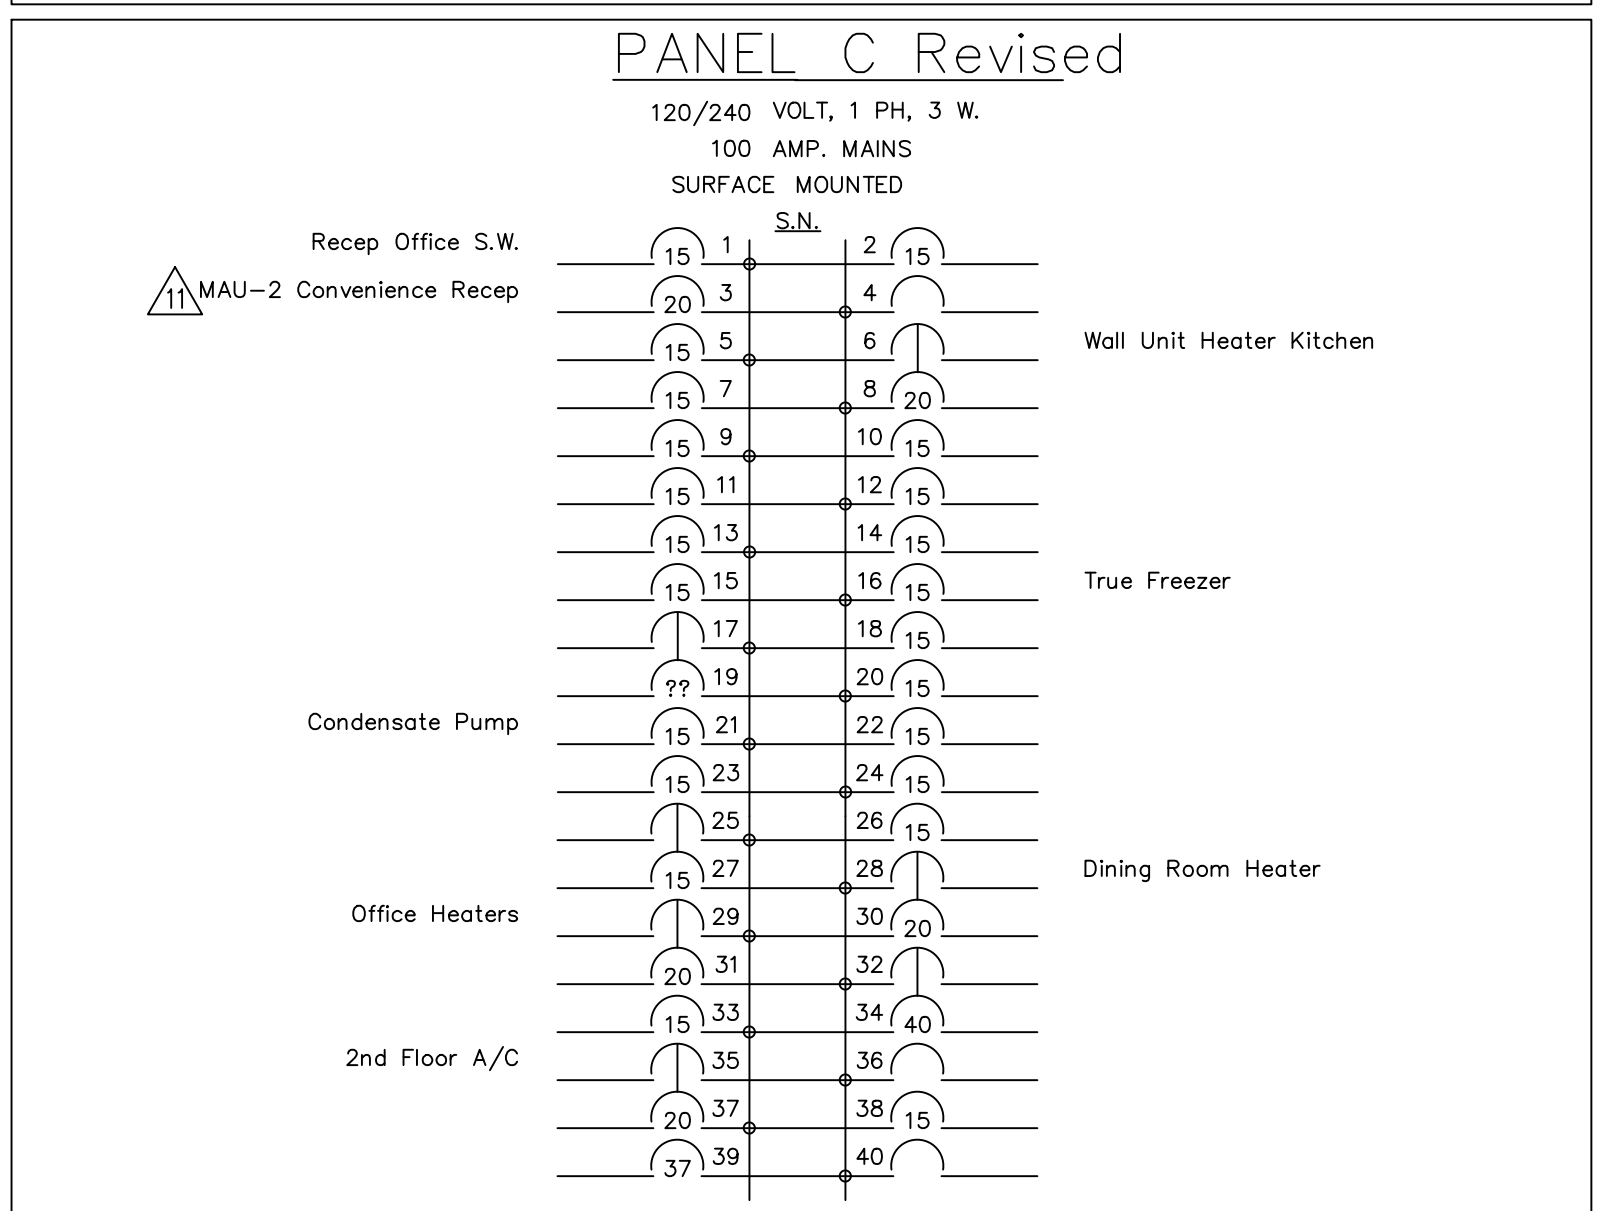 PANEL C Revised
120/240 VOLT, 1 PH, 3 W.
100 AMP. MAINS
SURFACE MOUNTED
S.N.
Recep Office S.W. 15 1 2 15
11 MAU-2 Convenience Recep 20 3 4
15 5 6 Wall Unit Heater Kitchen
15 7 8 20
15 9 10 15
15 11 12 15
15 13 14 15
15 15 16 15 True Freezer
17 18 15
?? 19 20 15
Condensate Pump 15 21 22 15
15 23 24 15
25 26 15
15 27 28 Dining Room Heater
Office Heaters 29 30 20
20 31 32
15 33 34 40
2nd Floor A/C 35 36
20 37 38 15
37 39 40